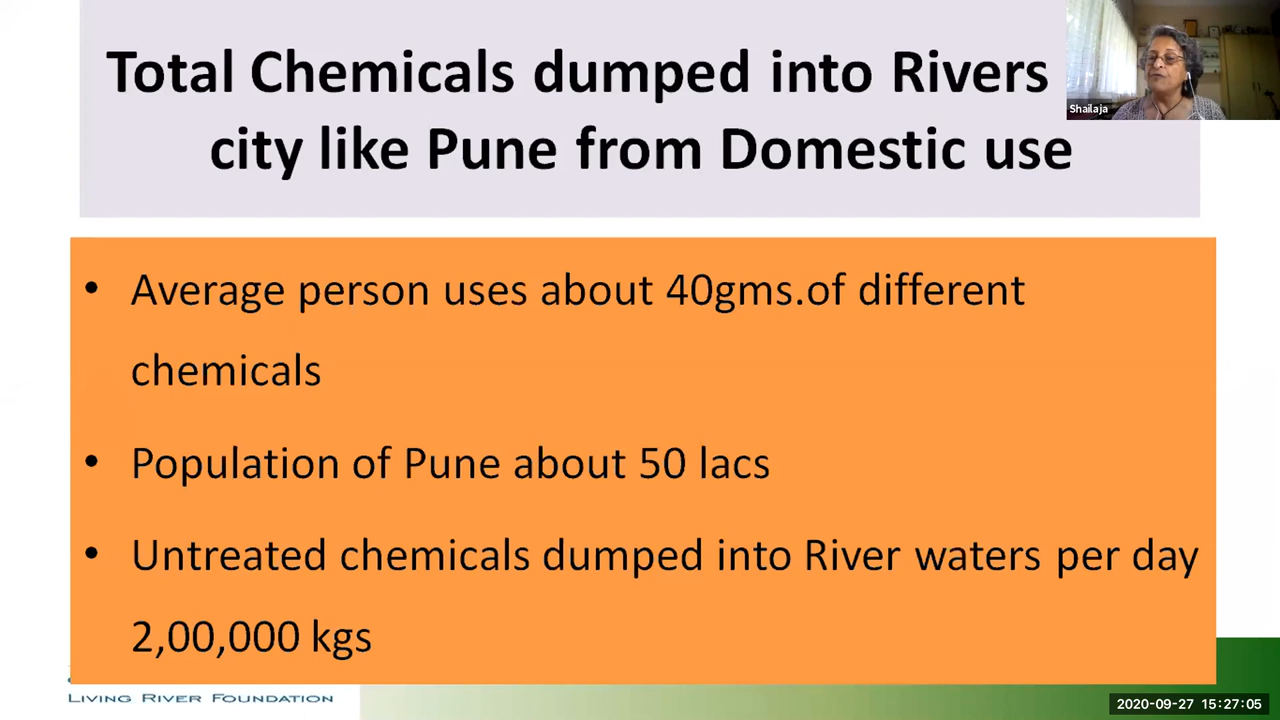 Total Chemicals dumped into Rivers
city like Pune from Domestic use
Shailaja
• Average person uses about 40gms.of different
chemicals
• Population of Pune about 50 lacs
• Untreated chemicals dumped into River waters per day
2,00,000 kgs
LIVING RIVER FOUNDATION
2020-09-27 15:27:05